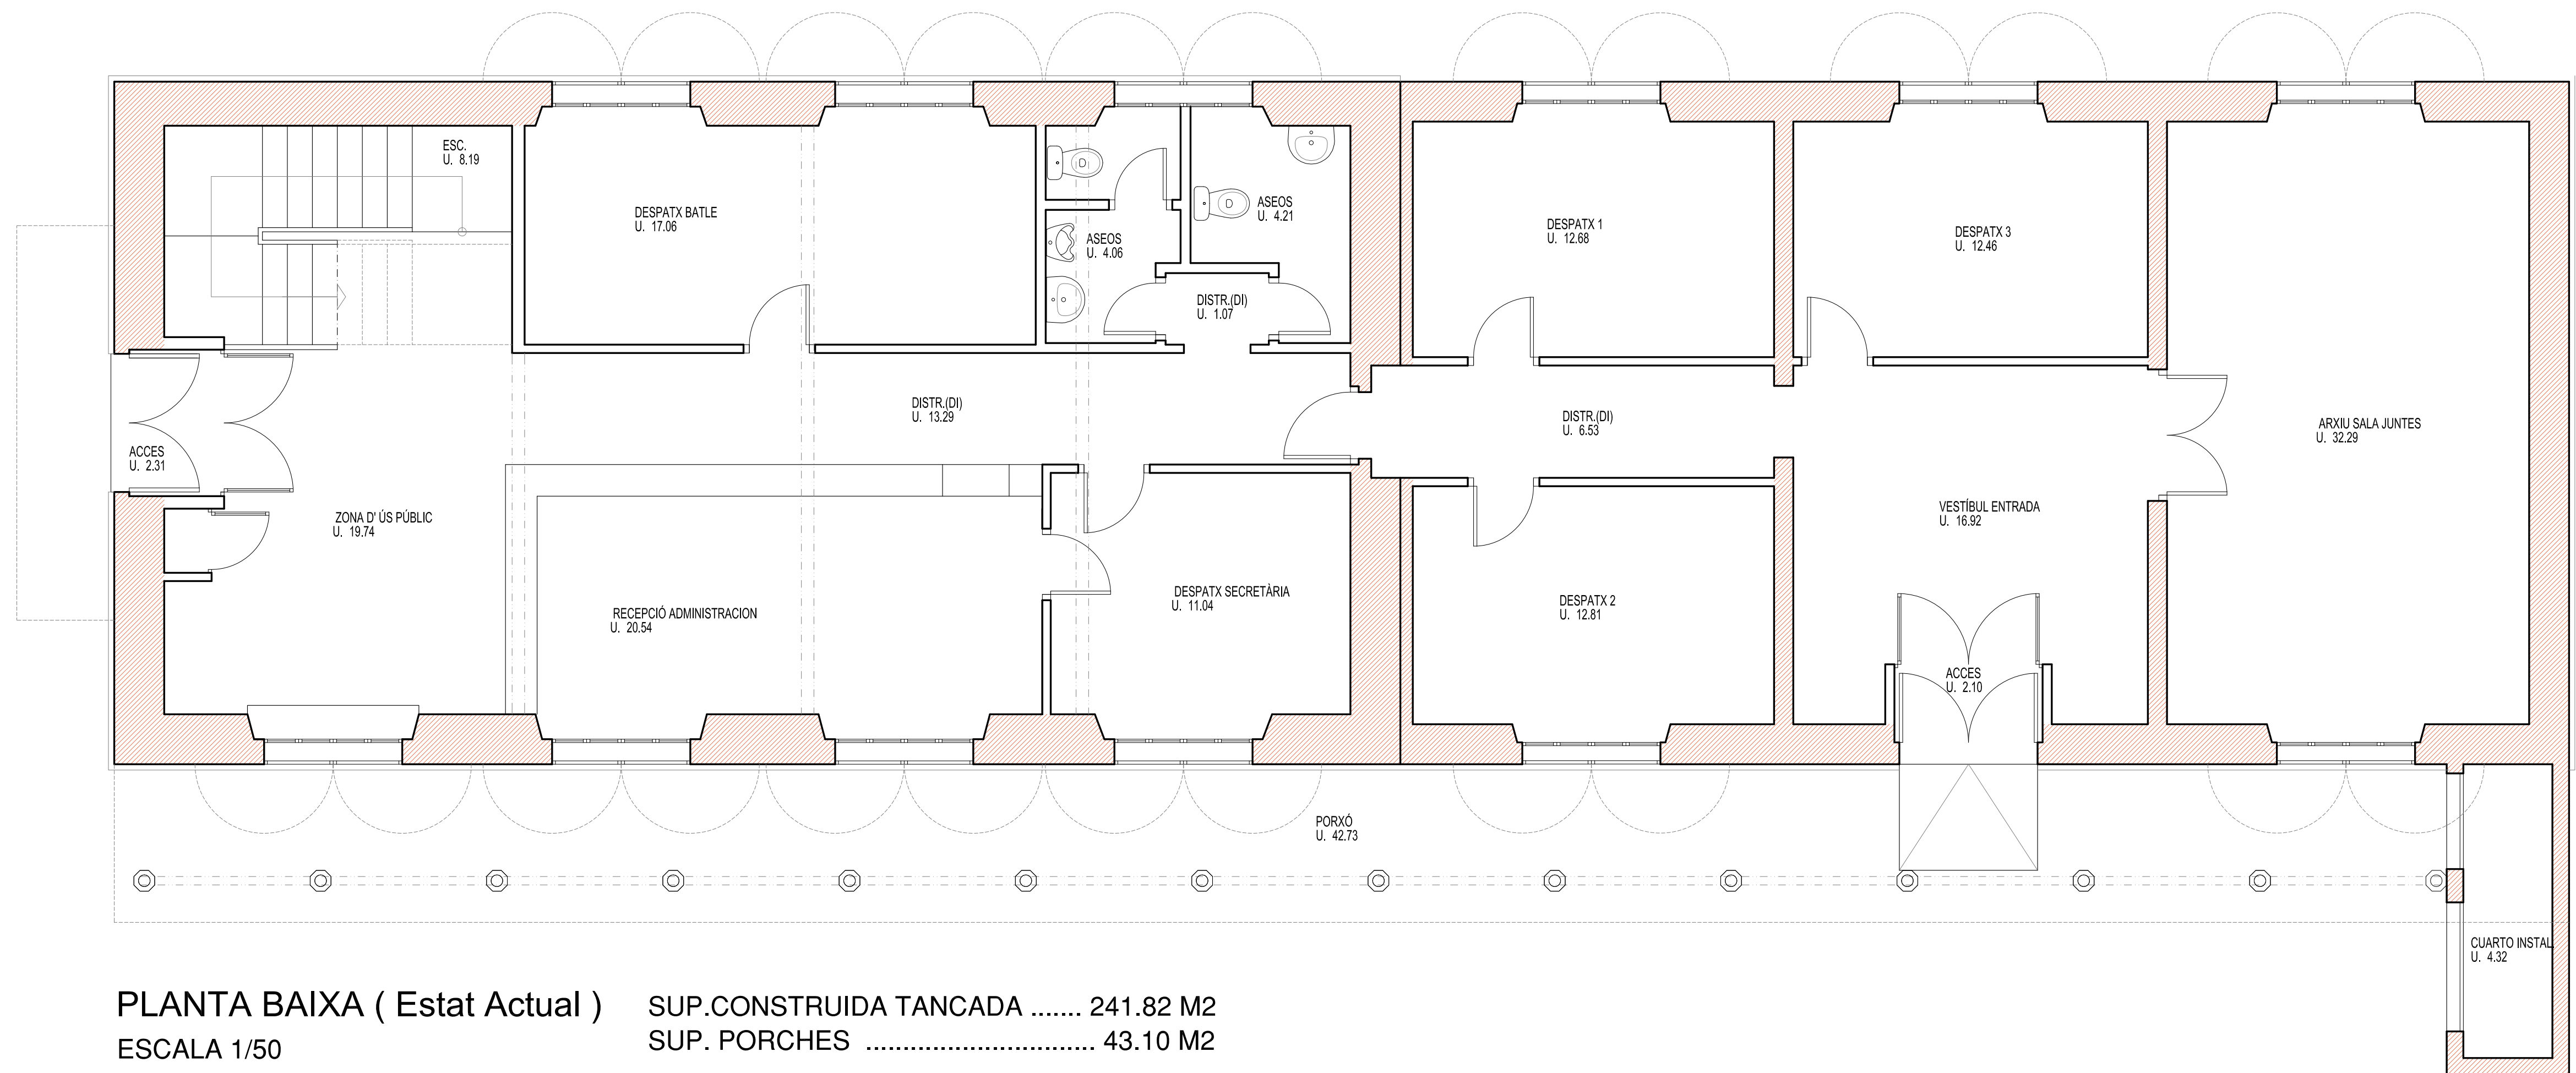 ESC.
U. 8.19
DESPATX BATLE
U. 17.06
ASEOS
U. 4.06
ASEOS
U. 4.21
DISTR.(DI)
U. 1.07
DESPATX 1
U. 12.68
DESPATX 3
U. 12.46
ACCES
U. 2.31
DISTR.(DI)
U. 13.29
DISTR.(DI)
U. 6.53
ARXIU SALA JUNTES
U. 32.29
ZONA D' ÚS PÚBLIC
U. 19.74
VESTÍBUL ENTRADA
U. 16.92
RECEPCIÓ ADMINISTRACION
U. 20.54
DESPATX SECRETÀRIA
U. 11.04
DESPATX 2
U. 12.81
ACCES
U. 2.10
PORXÓ
U. 42.73
CUARTO INSTAL.
U. 4.32
PLANTA BAIXA ( Estat Actual )
ESCALA 1/50
SUP.CONSTRUIDA TANCADA ....... 241.82 M2
SUP. PORCHES ............................... 43.10 M2